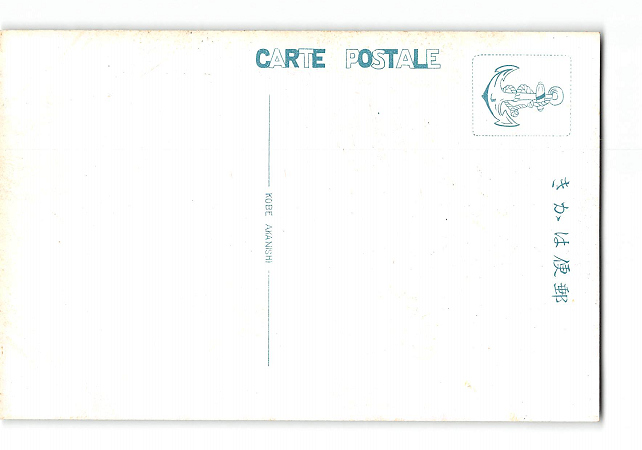 CARTE POSTALE
KOBE AKANISHI
きかは便郵